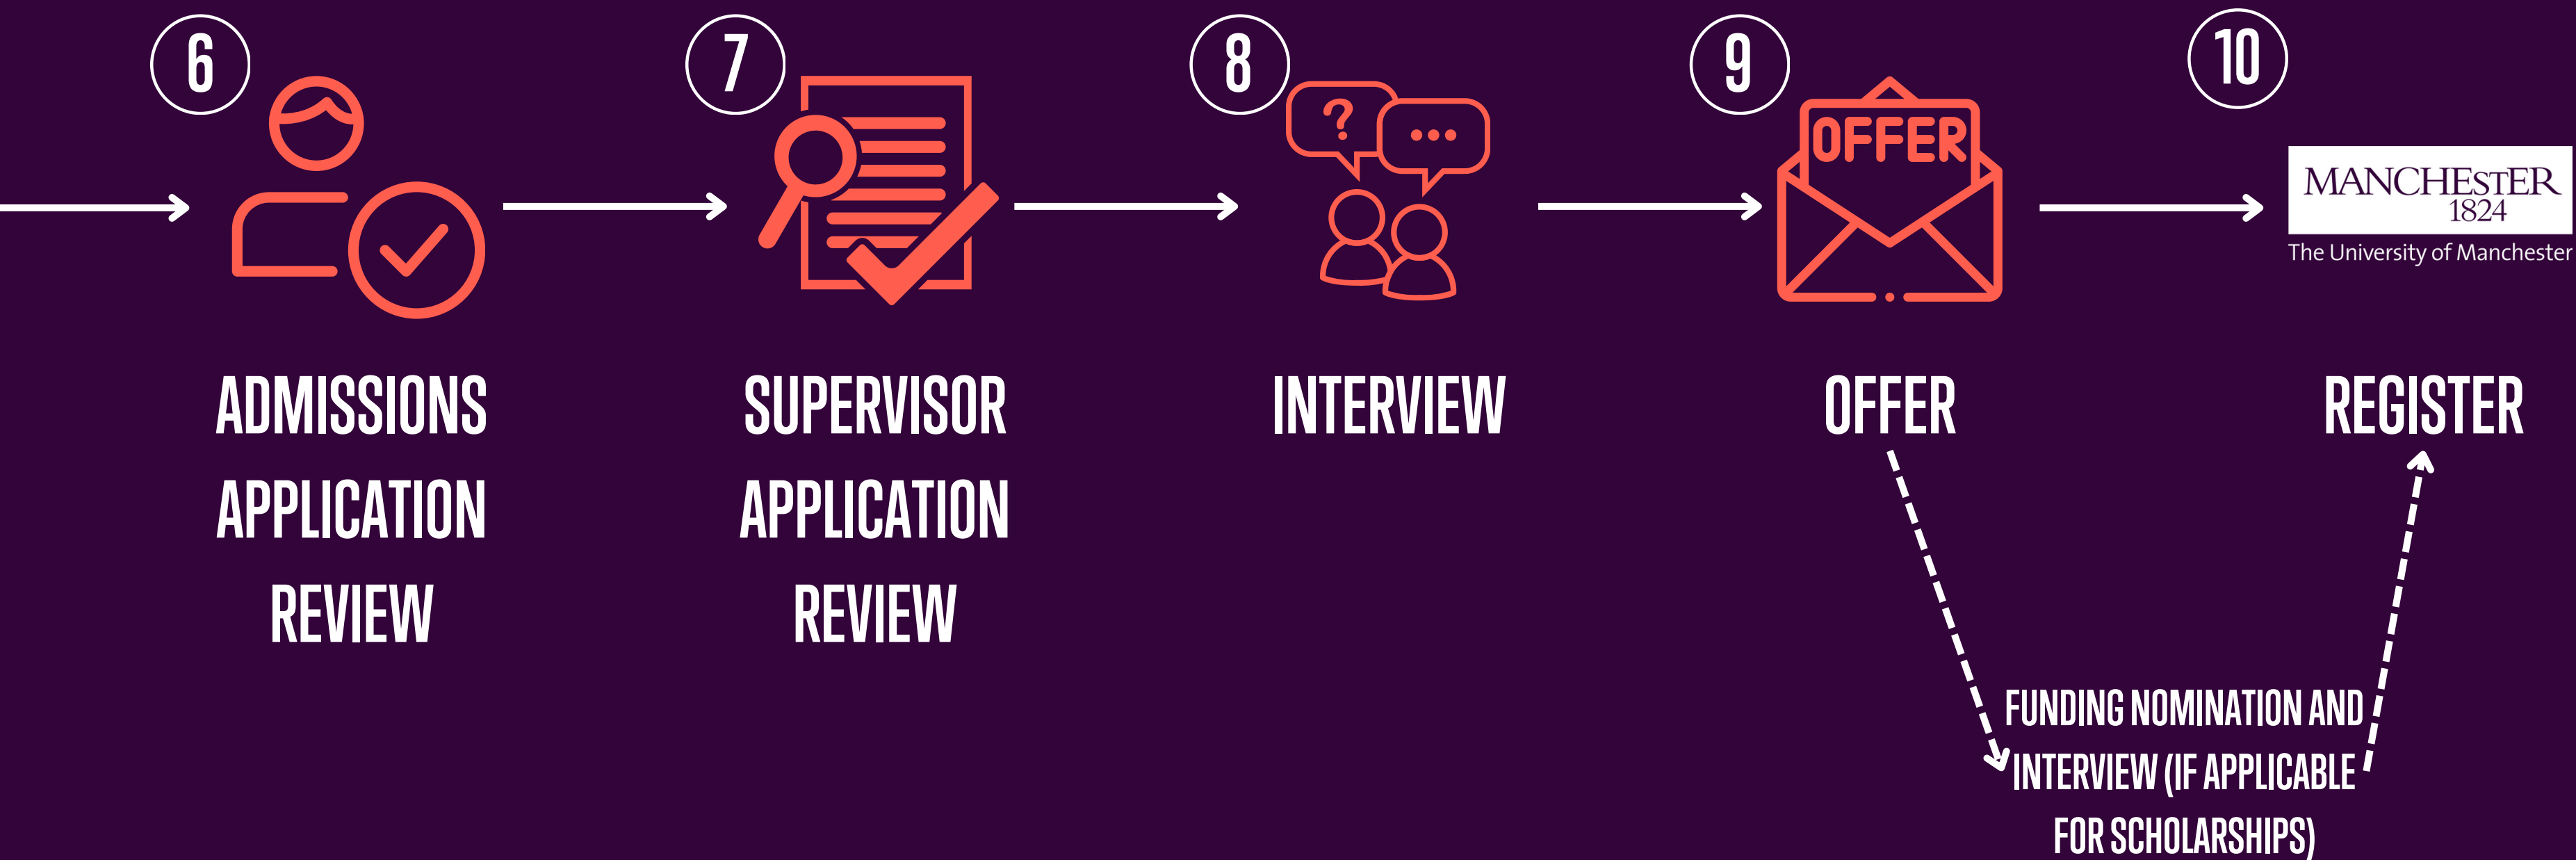 6
7
8
9
10
?
OFFER
MANCHESTER
1824
The University of Manchester
ADMISSIONS
APPLICATION
REVIEW
SUPERVISOR
APPLICATION
REVIEW
INTERVIEW
OFFER
REGISTER
FUNDING NOMINATION AND
INTERVIEW (IF APPLICABLE
FOR SCHOLARSHIPS)